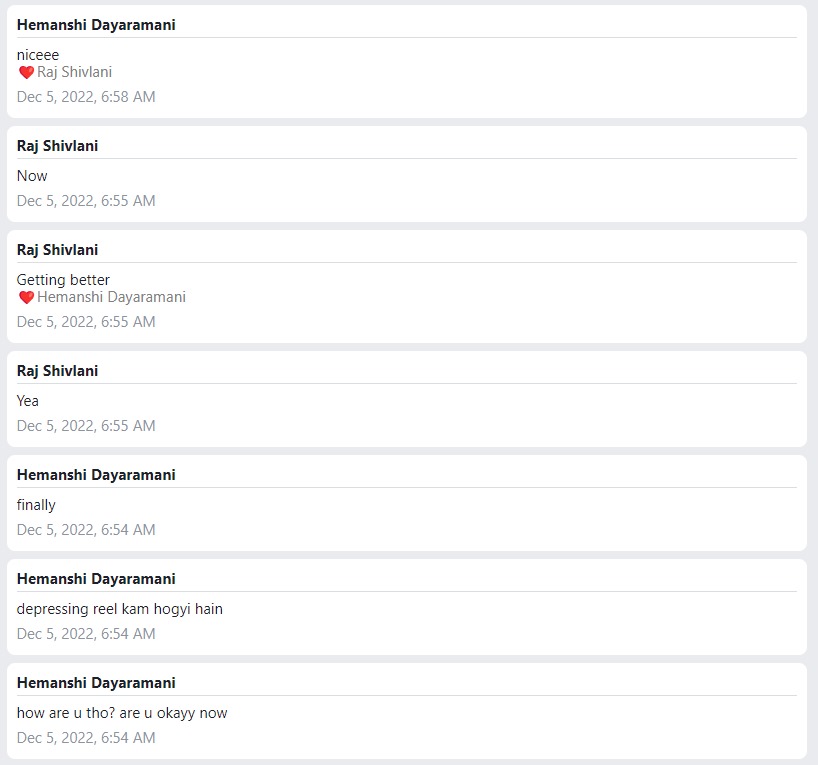 Hemanshi Dayaramani
niceee
❤️Raj Shivlani
Dec 5, 2022, 6:58 AM
Raj Shivlani
Now
Dec 5, 2022, 6:55 AM
Raj Shivlani
Getting better
❤️Hemanshi Dayaramani
Dec 5, 2022, 6:55 AM
Raj Shivlani
Yea
Dec 5, 2022, 6:55 AM
Hemanshi Dayaramani
finally
Dec 5, 2022, 6:54 AM
Hemanshi Dayaramani
depressing reel kam hogyi hain
Dec 5, 2022, 6:54 AM
Hemanshi Dayaramani
how are u tho? are u okayy now
Dec 5, 2022, 6:54 AM